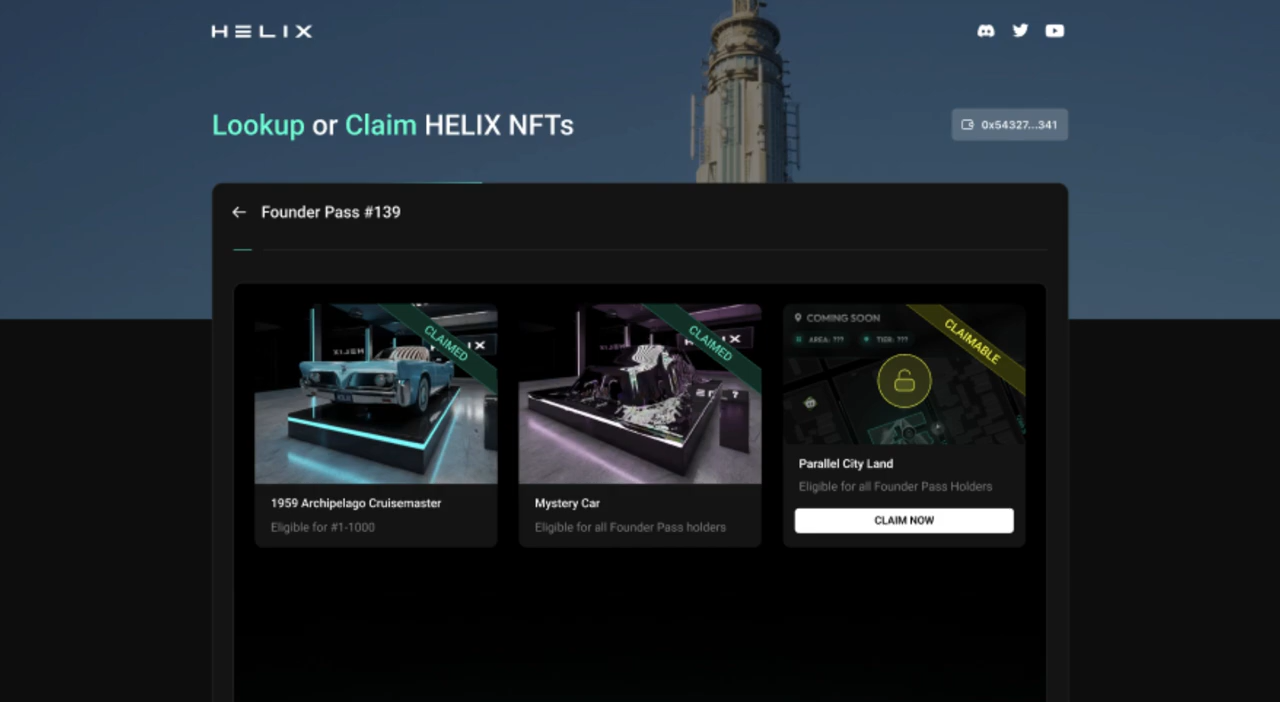 HELIX
Lookup or Claim HELIX NFTs
0x54327...341
Founder Pass #139
CLAIMED
1959 Archipelago Cruisemaster
Eligible for #1-1000
CLAIMED
Mystery Car
Eligible for all Founder Pass holders
COMING SOON
AREA: ???
TIER: ???
CLAIMABLE
Parallel City Land
Eligible for all Founder Pass Holders
CLAIM NOW